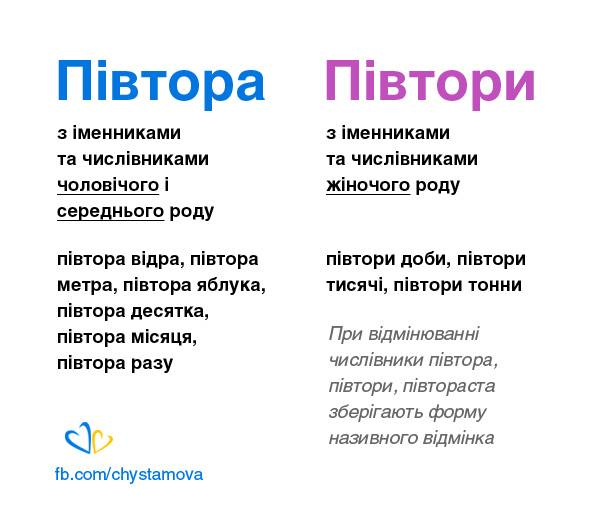 Півтора
з іменниками
та числівниками
чоловічого і
середнього роду
півтора відра, півтора
метра, півтора яблука,
півтора десятка,
півтора місяця,
півтора разу
fb.com/chystamova
Півтори
з іменниками
та числівниками
жіночого роду
півтори доби, півтори
тисячі, півтори тонни
При відмінюванні
числівники півтора,
півтори, півтораста
зберігають форму
називного відмінка